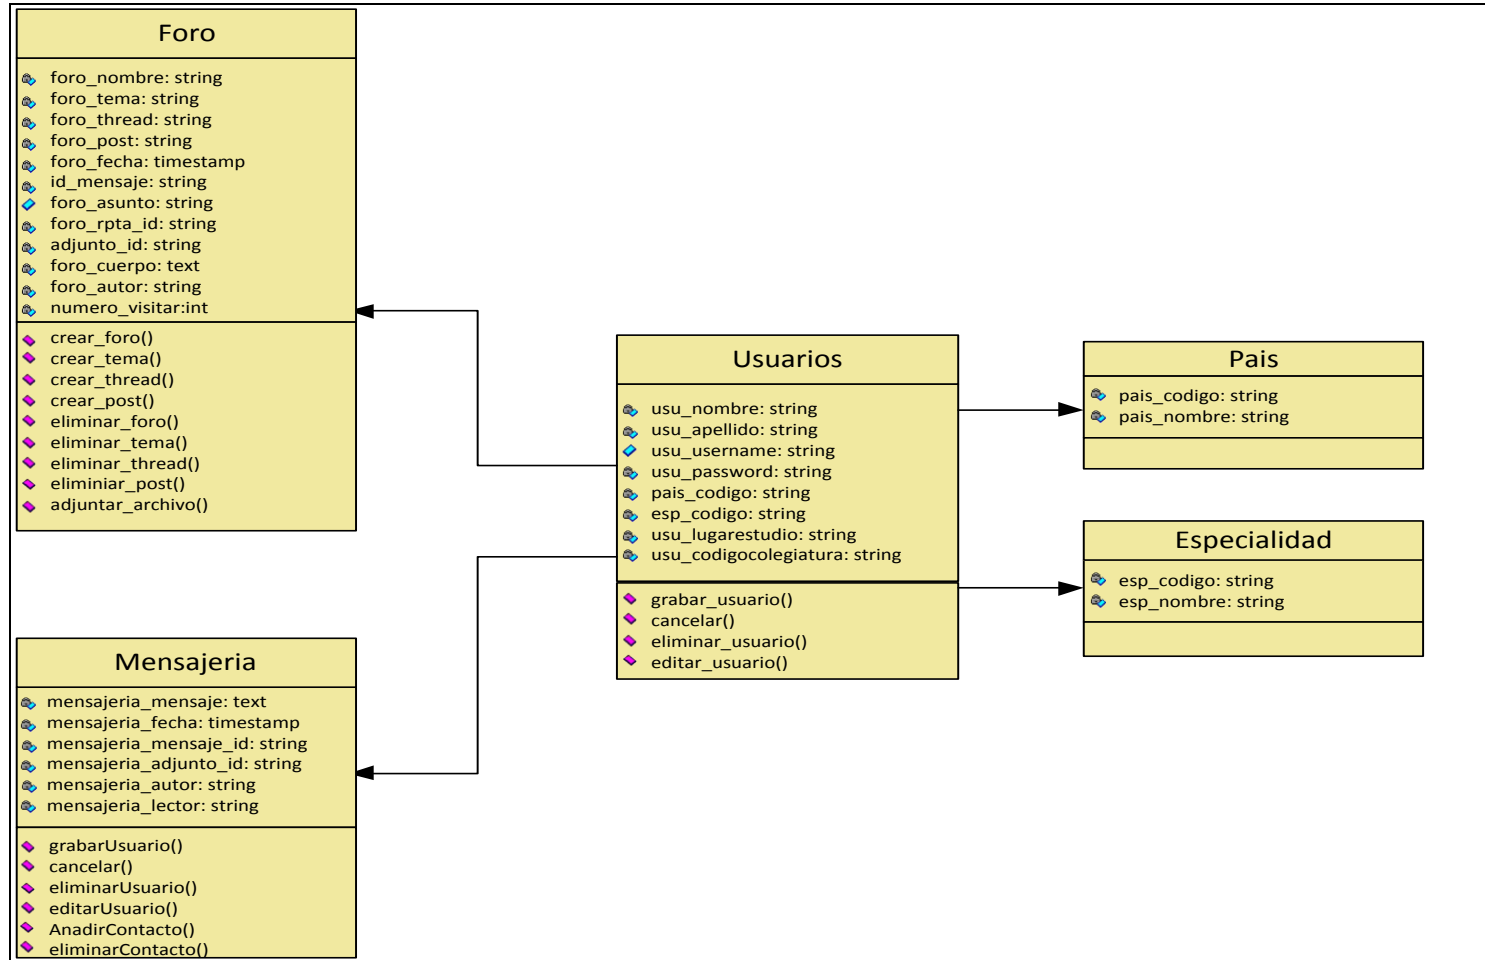 Foro
foro_nombre: string
foro_tema: string
foro_thread: string
foro_post: string
foro_fecha: timestamp
id_mensaje: string
foro_asunto: string
foro_rpta_id: string
adjunto_id: string
foro_cuerpo: text
foro_autor: string
numero_visitar:int
crear_foro()
crear_tema()
crear_thread()
crear_post()
eliminar_foro()
eliminar_tema()
eliminar_thread()
eliminiar_post()
adjuntar_archivo()
Mensajeria
mensajeria_mensaje: text
mensajeria_fecha: timestamp
mensajeria_mensaje_id: string
mensajeria_adjunto_id: string
mensajeria_autor: string
mensajeria_lector: string
grabarUsuario()
cancelar()
eliminarUsuario()
editarUsuario()
AnadirContacto()
eliminarContacto()
Usuarios
usu_nombre: string
usu_apellido: string
usu_username: string
usu_password: string
pais_codigo: string
esp_codigo: string
usu_lugarestudio: string
usu_codigocolegiatura: string
grabar_usuario()
cancelar()
eliminar_usuario()
editar_usuario()
Pais
pais_codigo: string
pais_nombre: string
Especialidad
esp_codigo: string
esp_nombre: string